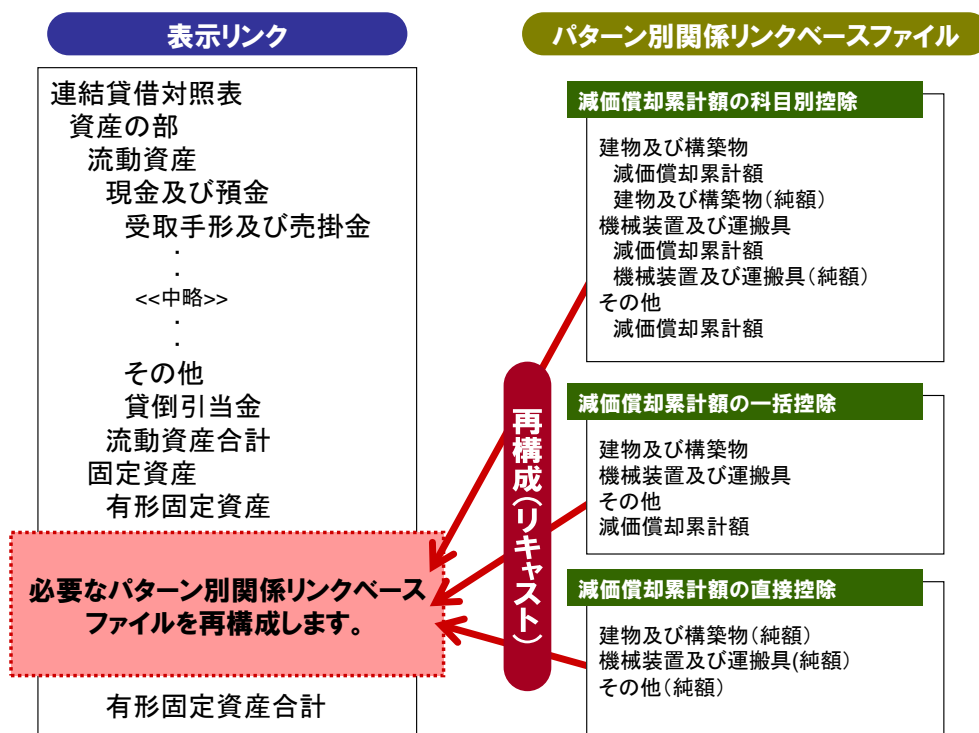 表示リンク
連結貸借対照表
資産の部
流動資産
現金及び預金
受取手形及び売掛金
・
・
<<中略>>
・
・
その他
貸倒引当金
流動資産合計
固定資産
有形固定資産
必要なパターン別関係リンクベース
ファイルを再構成します。
有形固定資産合計
再構成(リキャスト)
パターン別関係リンクベースファイル
減価償却累計額の科目別控除
建物及び構築物
減価償却累計額
建物及び構築物(純額)
機械装置及び運搬具
減価償却累計額
機械装置及び運搬具(純額)
その他
減価償却累計額
減価償却累計額の一括控除
建物及び構築物
機械装置及び運搬具
その他
減価償却累計額
減価償却累計額の直接控除
建物及び構築物(純額)
機械装置及び運搬具(純額)
その他(純額)